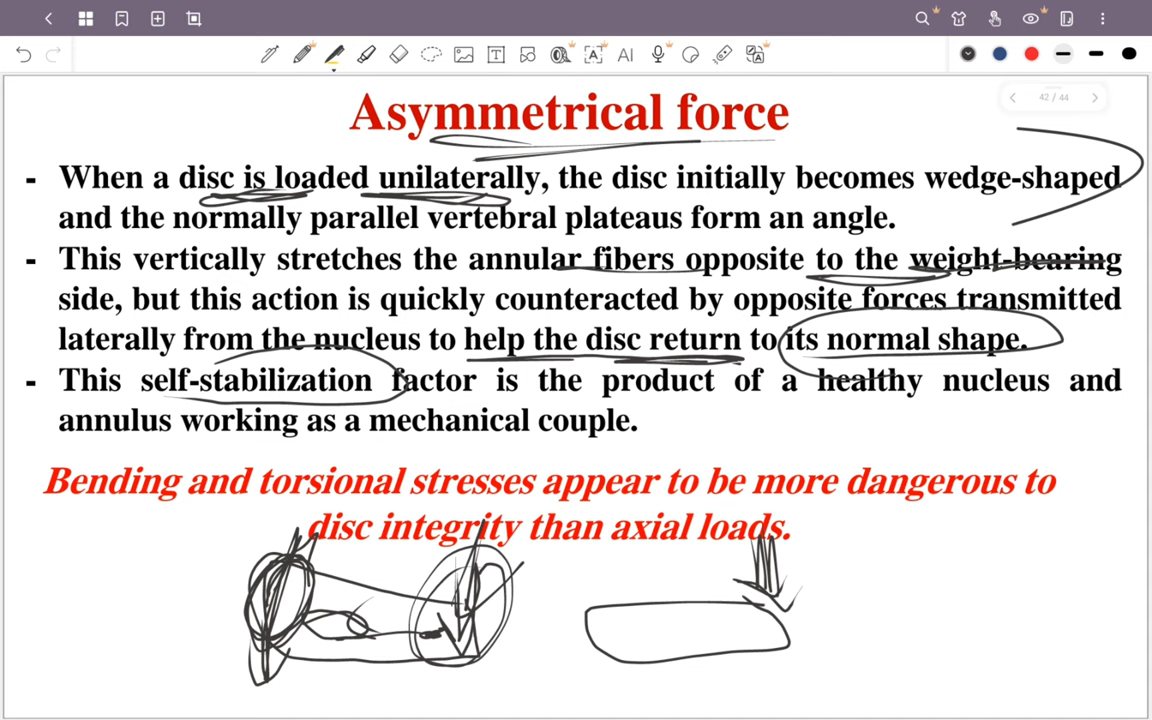 42 / 44
Asymmetrical force
- When a disc is loaded unilaterally, the disc initially becomes wedge-shaped
and the normally parallel vertebral plateaus form an angle.
- This vertically stretches the annular fibers opposite to the weight-bearing
side, but this action is quickly counteracted by opposite forces transmitted
laterally from the nucleus to help the disc return to its normal shape.
- This self-stabilization factor is the product of a healthy nucleus and
annulus working as a mechanical couple.
Bending and torsional stresses appear to be more dangerous to
disc integrity than axial loads.